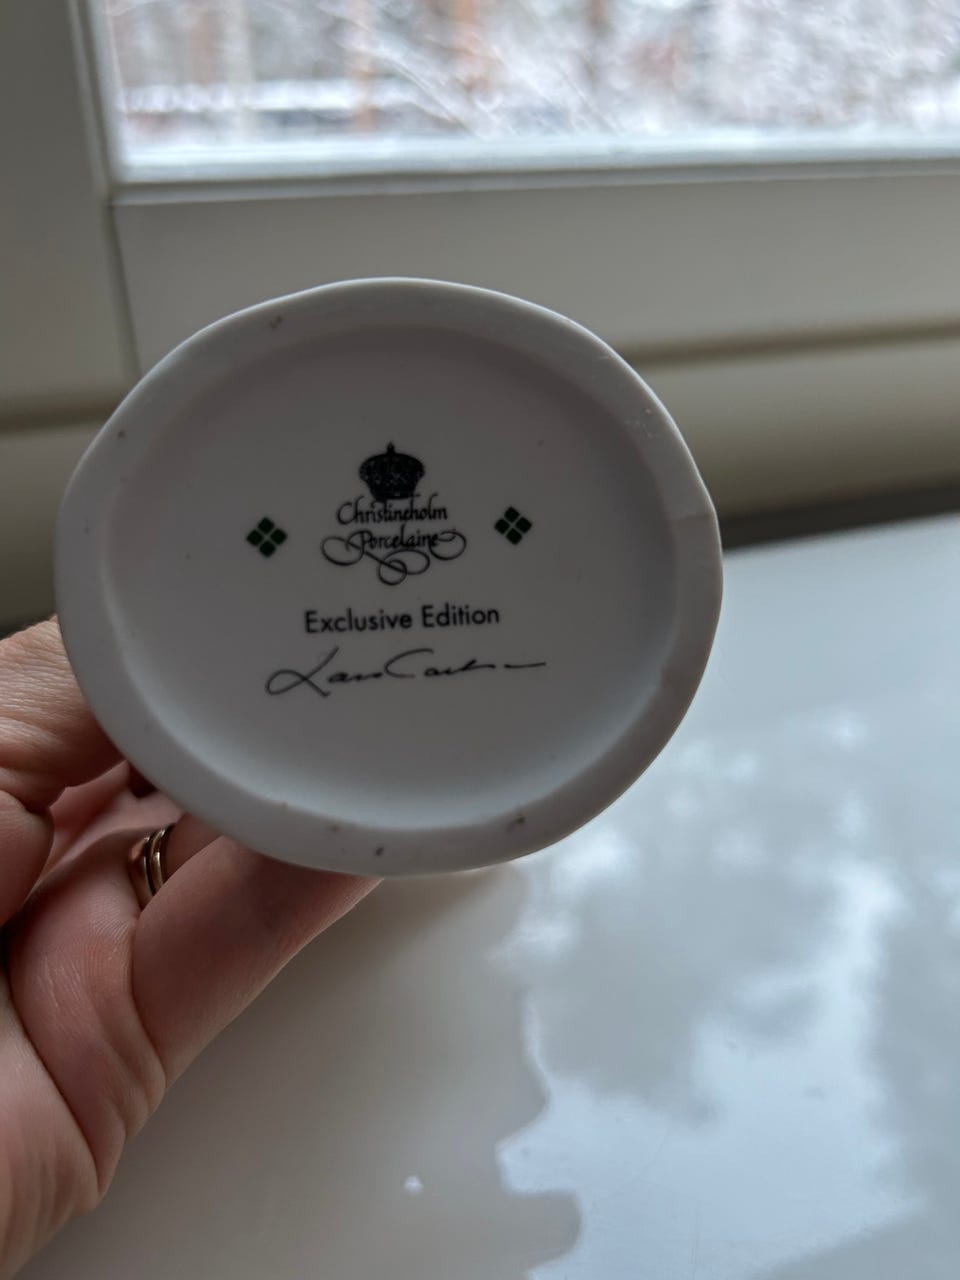 Christineholm
Porcelaine
Exclusive Edition